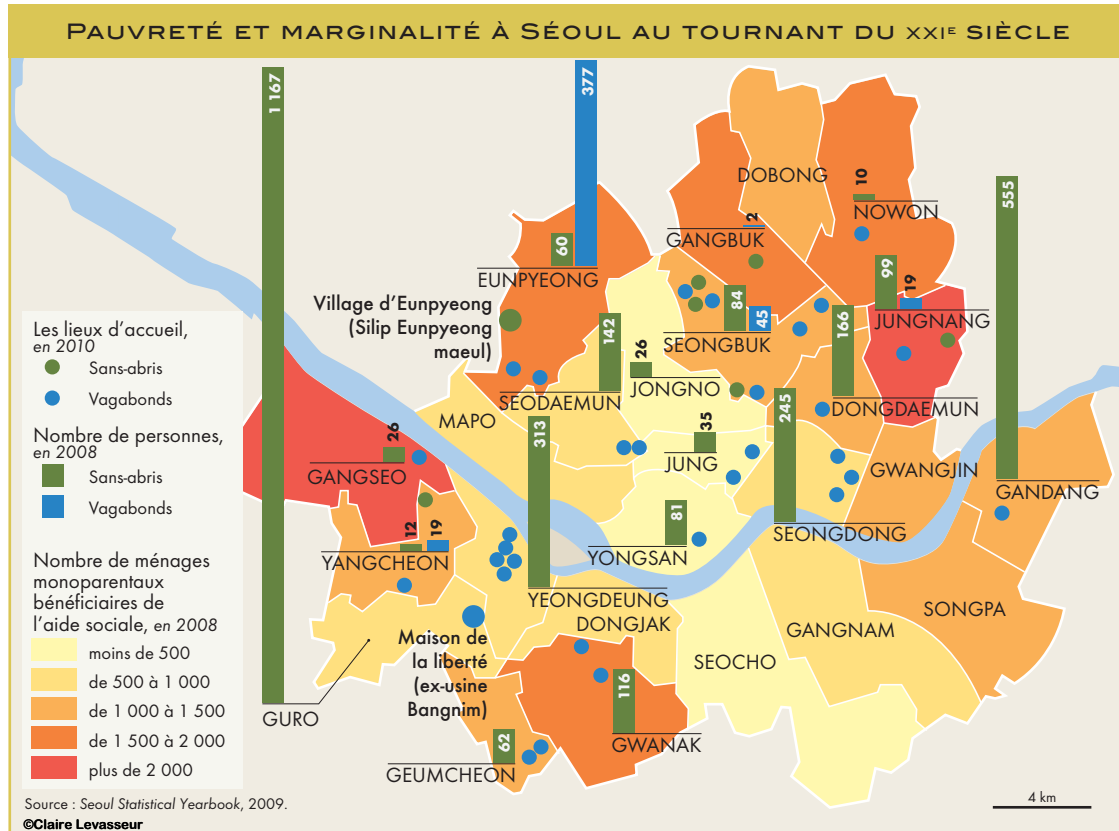 PAUVRETÉ ET MARGINALITÉ À SÉOUL AU TOURNANT DU XXIE SIÈCLE
1 167
377
DOBONG
10
NOWON
555
2
GANGBUK
60
EUNPYEONG
99
19
JUNGNANG
84
45
SEONGBUK
166
DONGDAEMUN
Village d'Eunpyeong
(Silip Eunpyeong
maeul)
142
SEODAEMUN
26
JONGNO
MAPO
313
35
JUNG
245
SEONGDONG
GWANGJIN
GANDANG
26
GANGSEO
12
19
YANGCHEON
81
YONGSAN
YEONGDEUNG
DONGJAK
SONGPA
GANGNAM
SEOCHO
Maison de
la liberté
(ex-usine
Bangnim)
GURO
116
GWANAK
62
GEUMCHEON
Les lieux d'accueil,
en 2010
Sans-abris
Vagabonds
Nombre de personnes,
en 2008
Sans-abris
Vagabonds
Nombre de ménages
monoparentaux
bénéficiaires de
l'aide sociale, en 2008
moins de 500
de 500 à 1 000
de 1 000 à 1 500
de 1 500 à 2 000
plus de 2 000
Source : Seoul Statistical Yearbook, 2009.
©Claire Levasseur
4 km